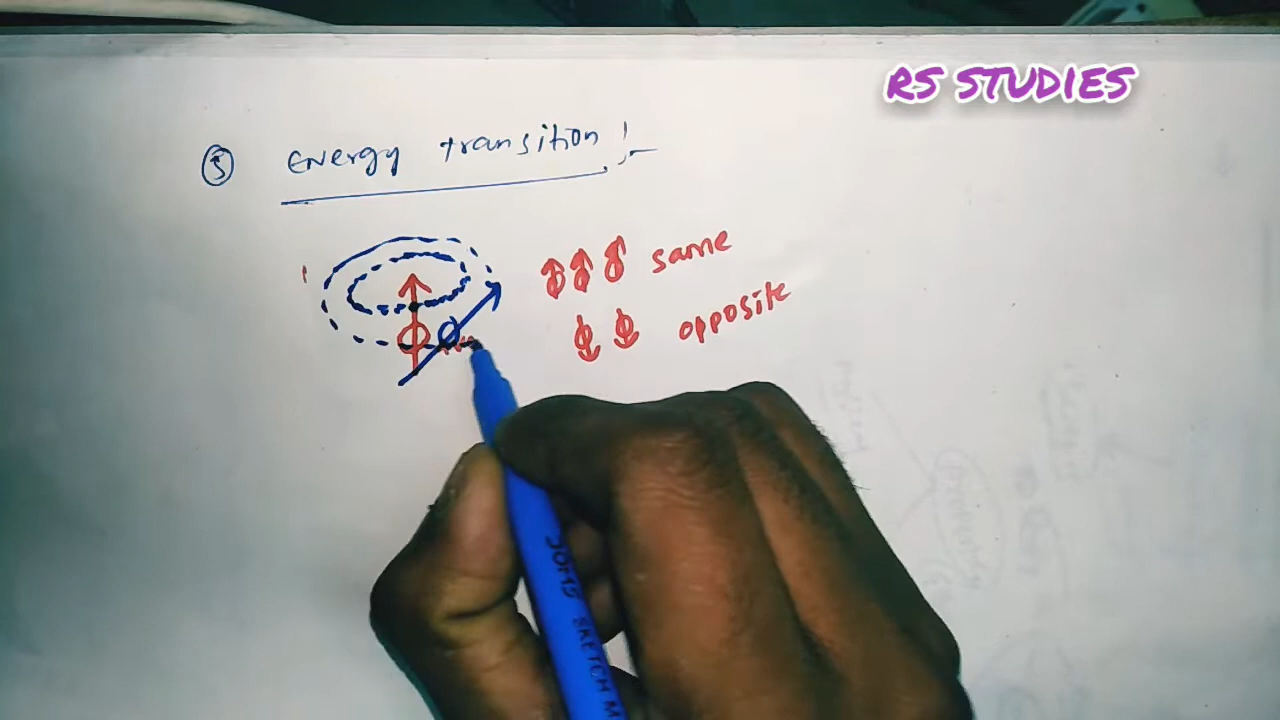 RS STUDIES
⑤ Energy transition :-
same
opposite